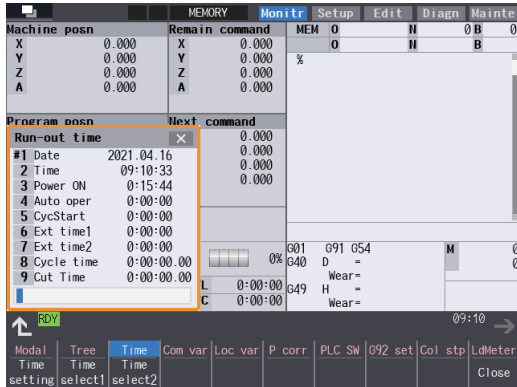 MEMORY Monitr Setup Edit Diagn Mainte
Machine posn Remain command MEM O N 0 B 0
X 0.000 X 0.000 O N B
Y 0.000 Y 0.000 %
Z 0.000 Z 0.000
A 0.000 A 0.000
Program posn Next command
Run-out time
0.000
0.000
0.000
0.000
#1 Date 2021.04.16
2 Time 09:10:33
3 Power ON 0:15:44
4 Auto oper 0:00:00
5 CycStart 0:00:00
6 Ext time1 0:00:00
7 Ext time2 0:00:00
8 Cycle time 0:00:00.00
9 Cut Time 0:00:00.00
0%
L 0:00:00
C 0:00:00
G01 G91 G54 M 0
G40 D = 0
Wear=
G49 H =
Wear=
RDY 09:10
Modal Tree Time Com var Loc var P corr PLC SW G92 set Col stp LdMeter
Time setting Time select1 Time select2 Close